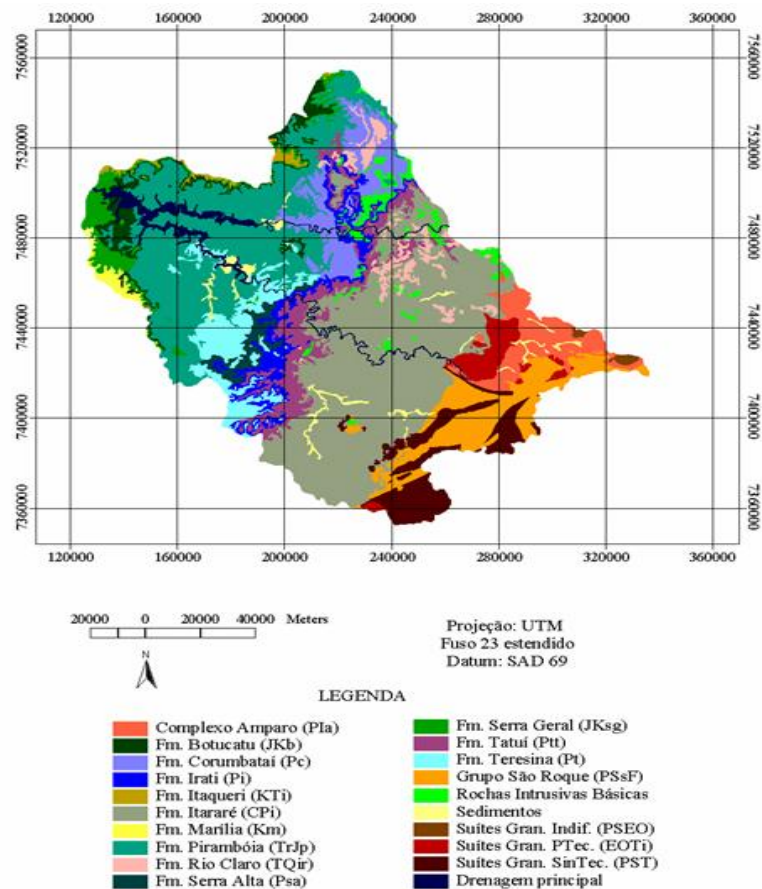 120000 160000 200000 240000 280000 320000 360000
7560000 7560000
7520000 7520000
7480000 7480000
7440000 7440000
7400000 7400000
7360000 7360000
120000 160000 200000 240000 280000 320000 360000
20000 0 20000 40000 Meters
N
Projeção: UTM
Fuso 23 estendido
Datum: SAD 69
LEGENDA
Complexo Amparo (PIa)
Fm. Botucatu (JKb)
Fm. Corumbataí (Pc)
Fm. Irati (Pi)
Fm. Itaqueri (KTi)
Fm. Itararé (CPi)
Fm. Marília (Km)
Fm. Pirambóia (TrJp)
Fm. Rio Claro (TQir)
Fm. Serra Alta (Psa)
Fm. Serra Geral (JKsg)
Fm. Tatuí (Ptt)
Fm. Teresina (Pt)
Grupo São Roque (PSsF)
Rochas Intrusivas Básicas
Sedimentos
Suítes Gran. Indif. (PSEO)
Suítes Gran. PTec. (EOTi)
Suítes Gran. SinTec. (PST)
Drenagem principal